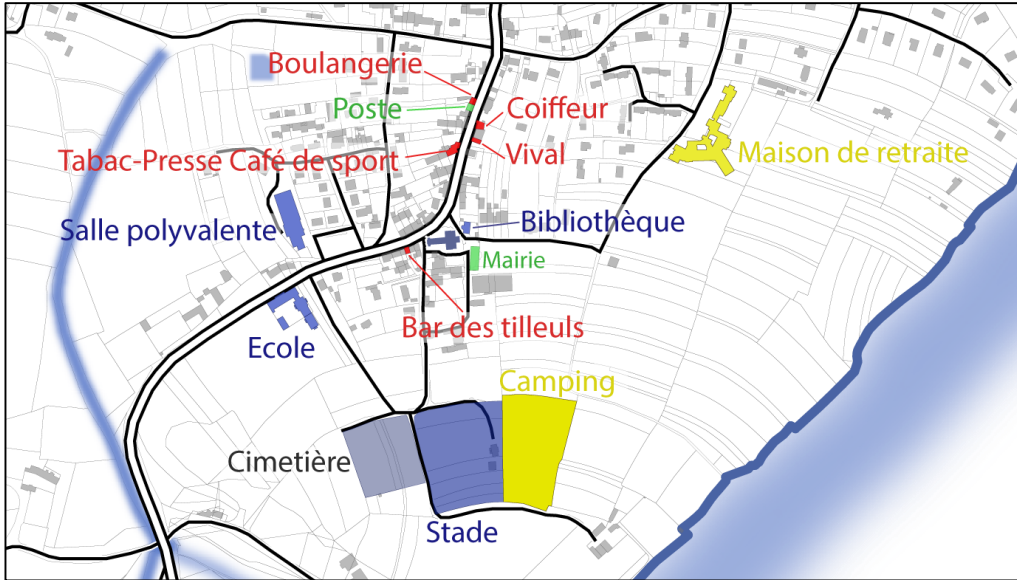 Boulangerie
Poste
Coiffeur
Tabac-Presse Café de sport
Vival
Maison de retraite
Salle polyvalente
Bibliothèque
Mairie
Bar des tilleuls
Ecole
Camping
Cimetière
Stade